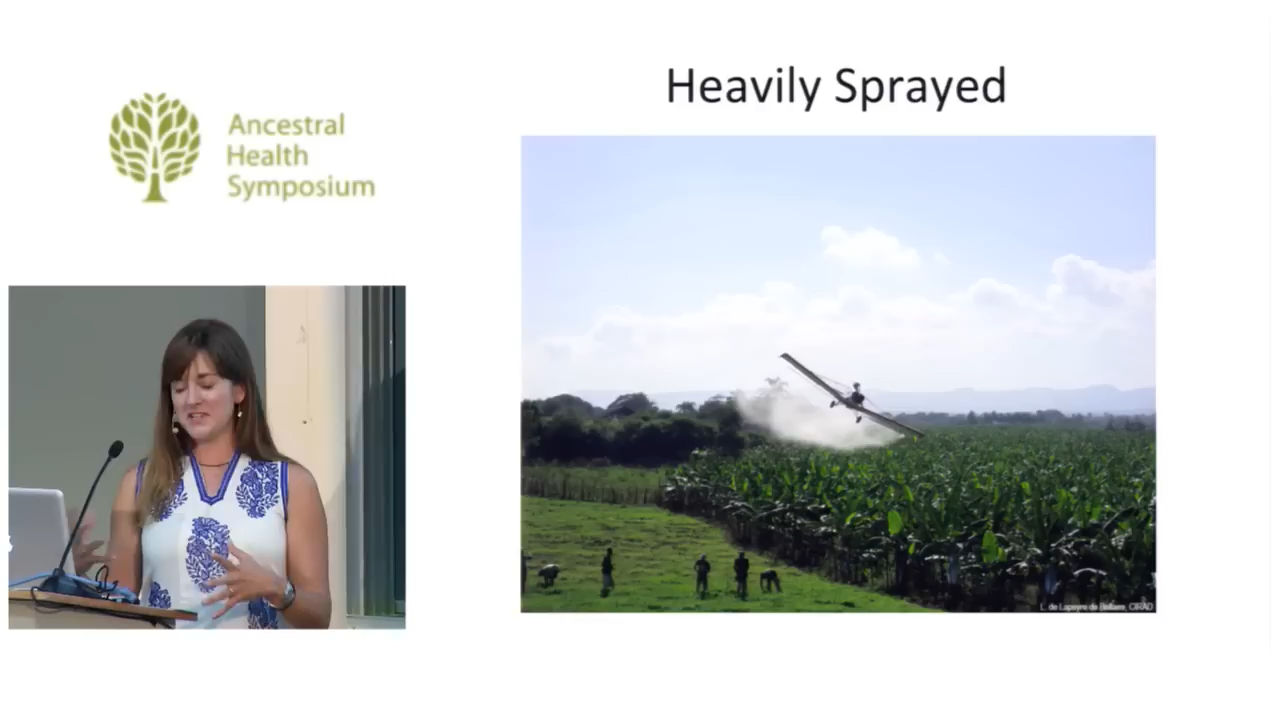 Heavily Sprayed
Ancestral
Health
Symposium
L. de Lapeyre de Bellaire, CIRAD